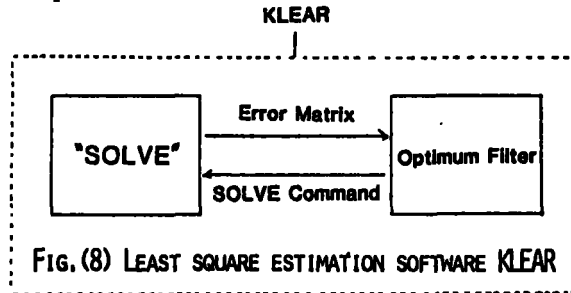 KLEAR
Error Matrix
"SOLVE"
Optimum Filter
SOLVE Command
FIG.(8) LEAST SQUARE ESTIMATION SOFTWARE KLEAR